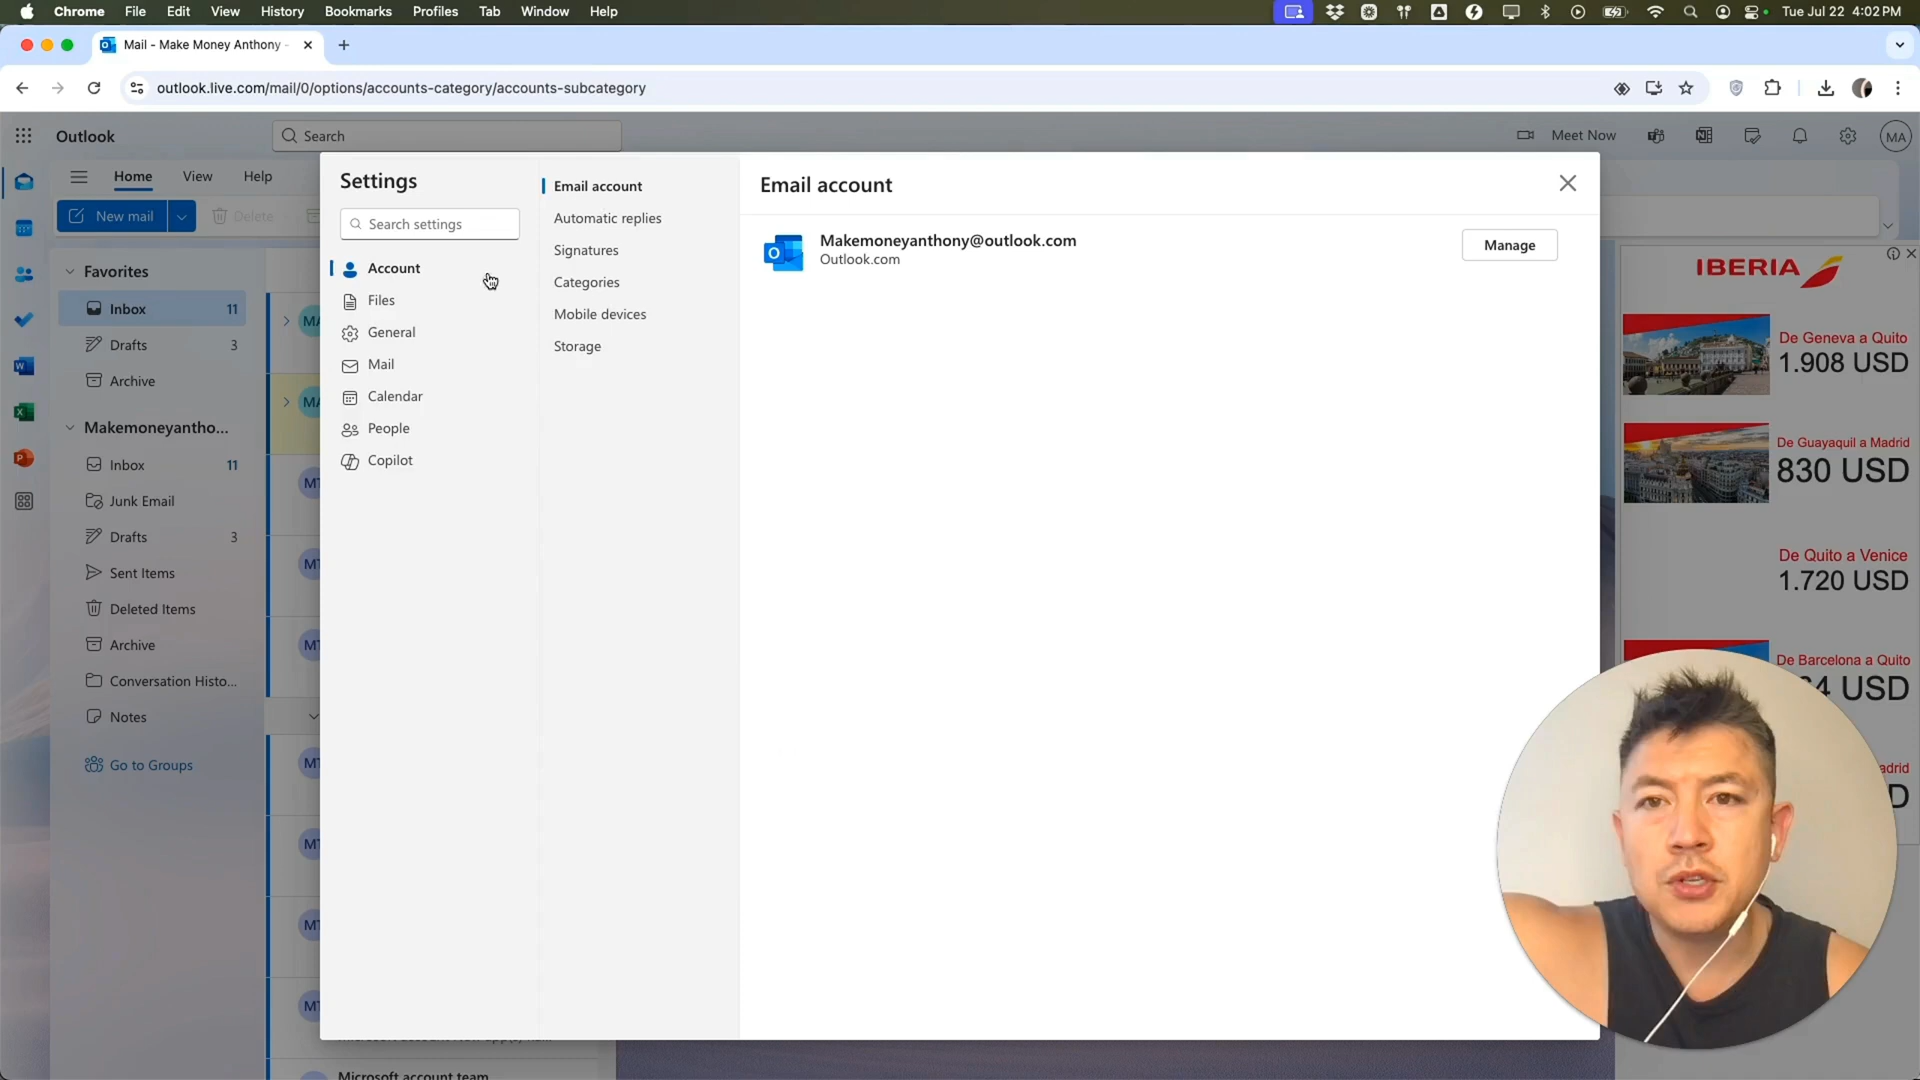 Chrome File Edit View History Bookmarks Profiles Tab Window Help
Tue Jul 22 4:02 PM
Mail - Make Money Anthony -
outlook.live.com/mail/0/options/accounts-category/accounts-subcategory
Outlook
Search
Meet Now
MA
Home View Help
New mail
Delete
Favorites
Inbox 11
Drafts 3
Archive
Makemoneyantho...
Inbox 11
Junk Email
Drafts 3
Sent Items
Deleted Items
Archive
Conversation Histo...
Notes
Go to Groups
Settings
Search settings
Account
Files
General
Mail
Calendar
People
Copilot
Email account
Automatic replies
Signatures
Categories
Mobile devices
Storage
Email account
Makemoneyanthony@outlook.com
Outlook.com
Manage
IBERIA
De Geneva a Quito
1.908 USD
De Guayaquil a Madrid
830 USD
De Quito a Venice
1.720 USD
De Barcelona a Quito
4 USD
adrid
D
Microsoft account team